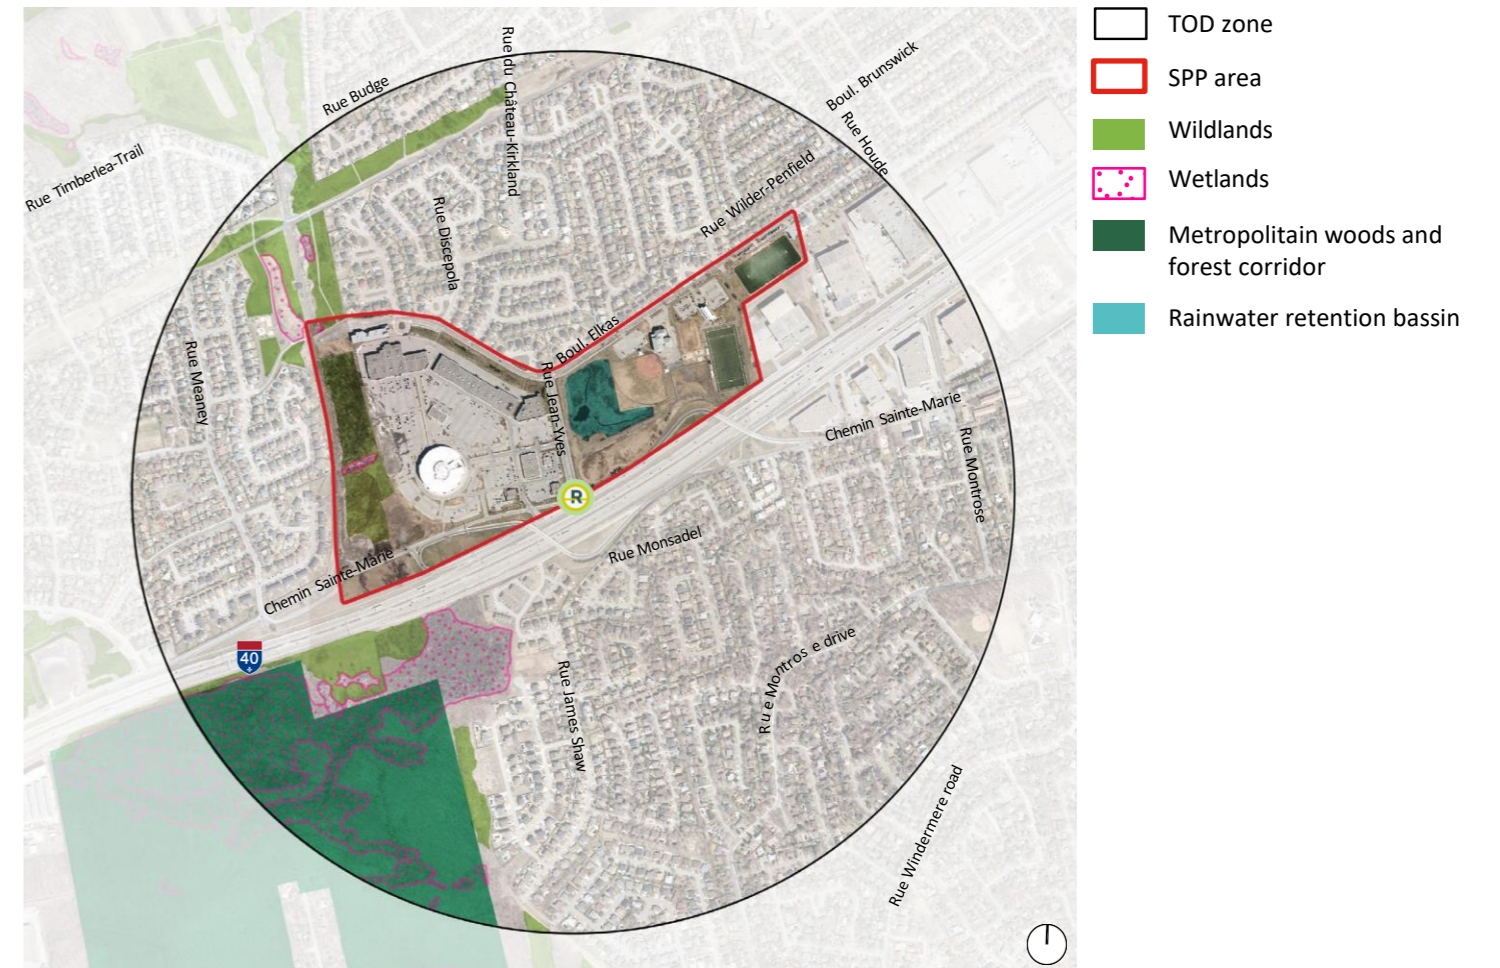 TOD zone
SPP area
Wildlands
Wetlands
Metropolitain woods and
forest corridor
Rainwater retention bassin
Rue Budge
Rue du Château-Kirkland
Boul. Brunswick
Rue Houde
Rue Timberlea-Trail
Rue Wilder-Penfield
Rue Discepola
Boul. Elkas
Rue Meaney
Rue Jean-Yves
Chemin Sainte-Marie
Rue Montrose
R
Rue Monsadel
Chemin Sainte-Marie
40
Rue Montros e drive
Rue James Shaw
Rue Windermere road